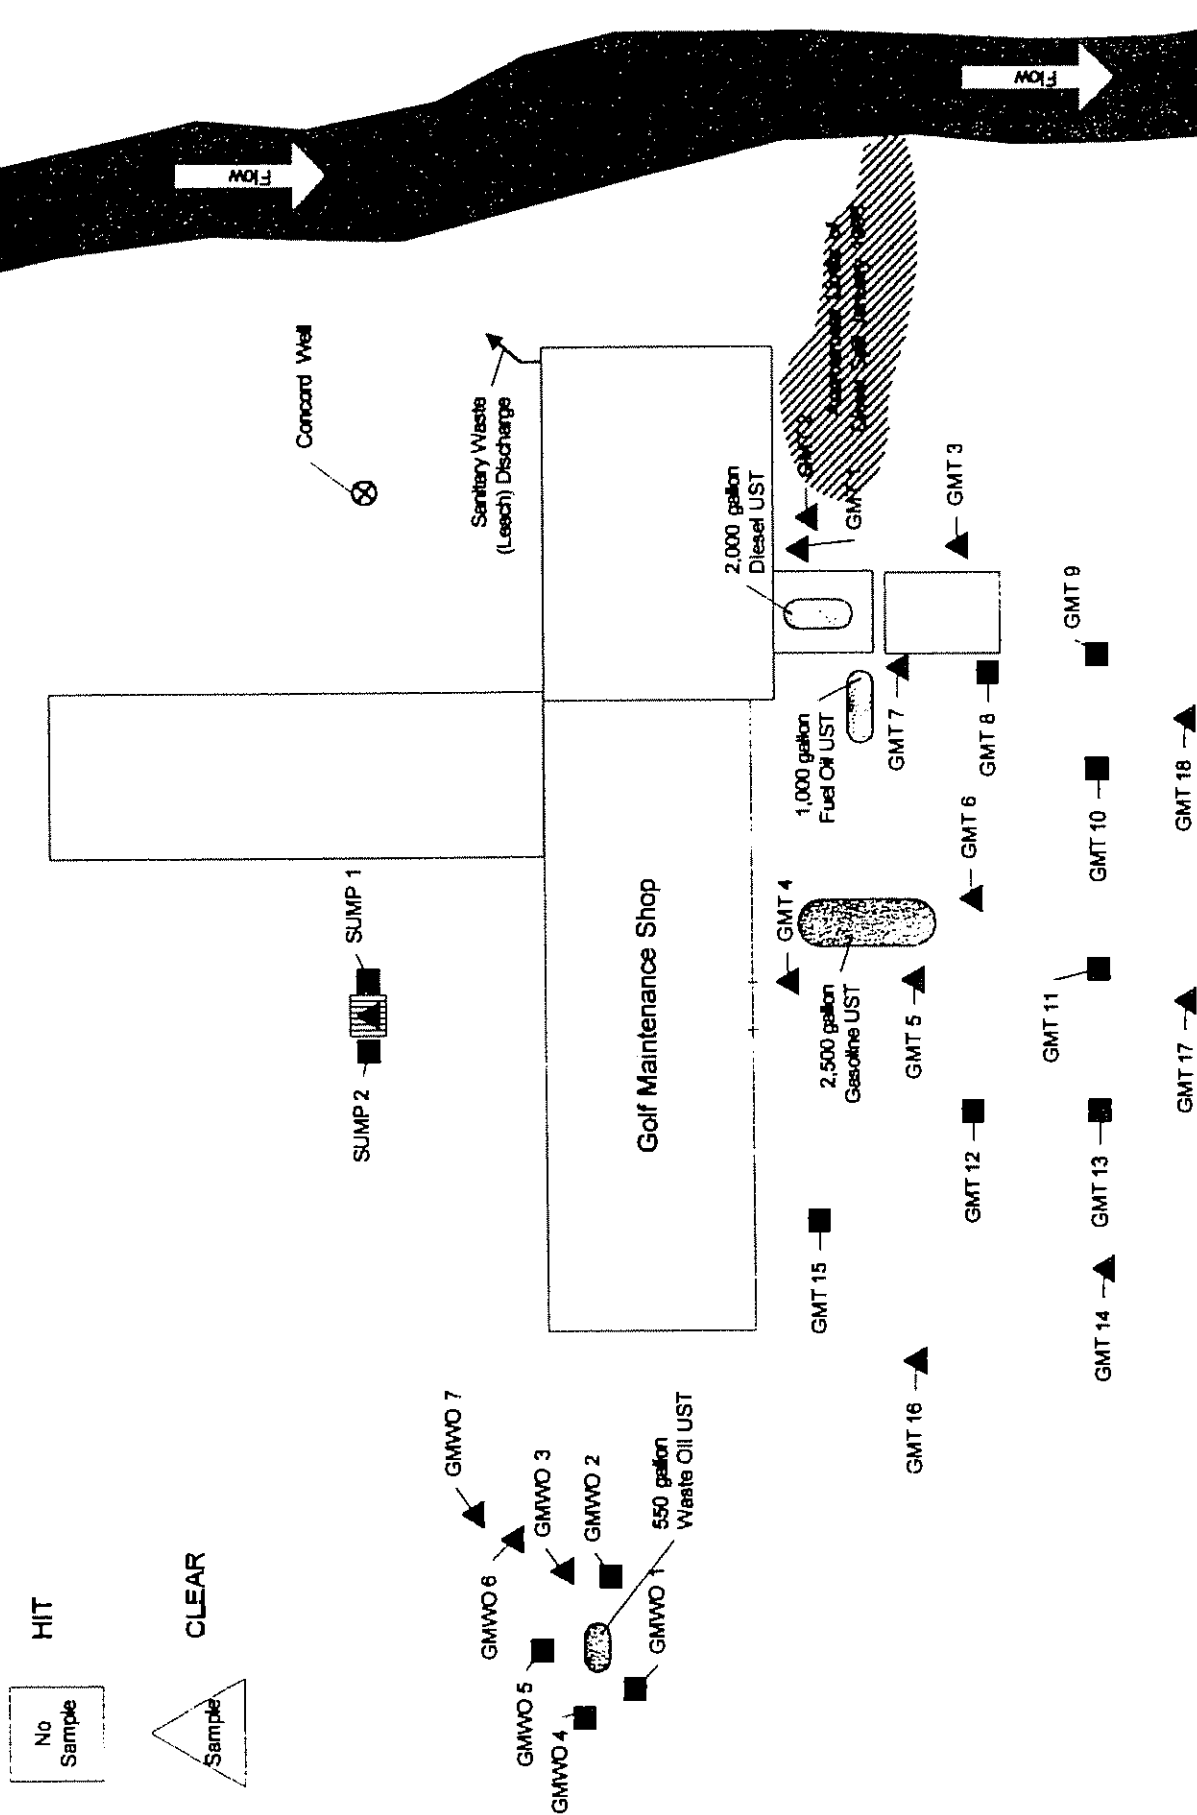 No
Sample
HIT
Sample
CLEAR
Flow
Flow
Concord Well
Sanitary Waste
(Leach) Discharge
SUMP 1
SUMP 2
Golf Maintenance Shop
2,000 gallon
Diesel UST
1,000 gallon
Fuel Oil UST
2,500 gallon
Gasoline UST
550 gallon
Waste Oil UST
GMWO 7
GMWO 3
GMWO 2
GMWO 6
GMWO 5
GMWO 4
GMWO 1
GMT 1
GMT 2
GMT 3
GMT 4
GMT 5
GMT 6
GMT 7
GMT 8
GMT 9
GMT 10
GMT 11
GMT 12
GMT 13
GMT 14
GMT 15
GMT 16
GMT 17
GMT 18